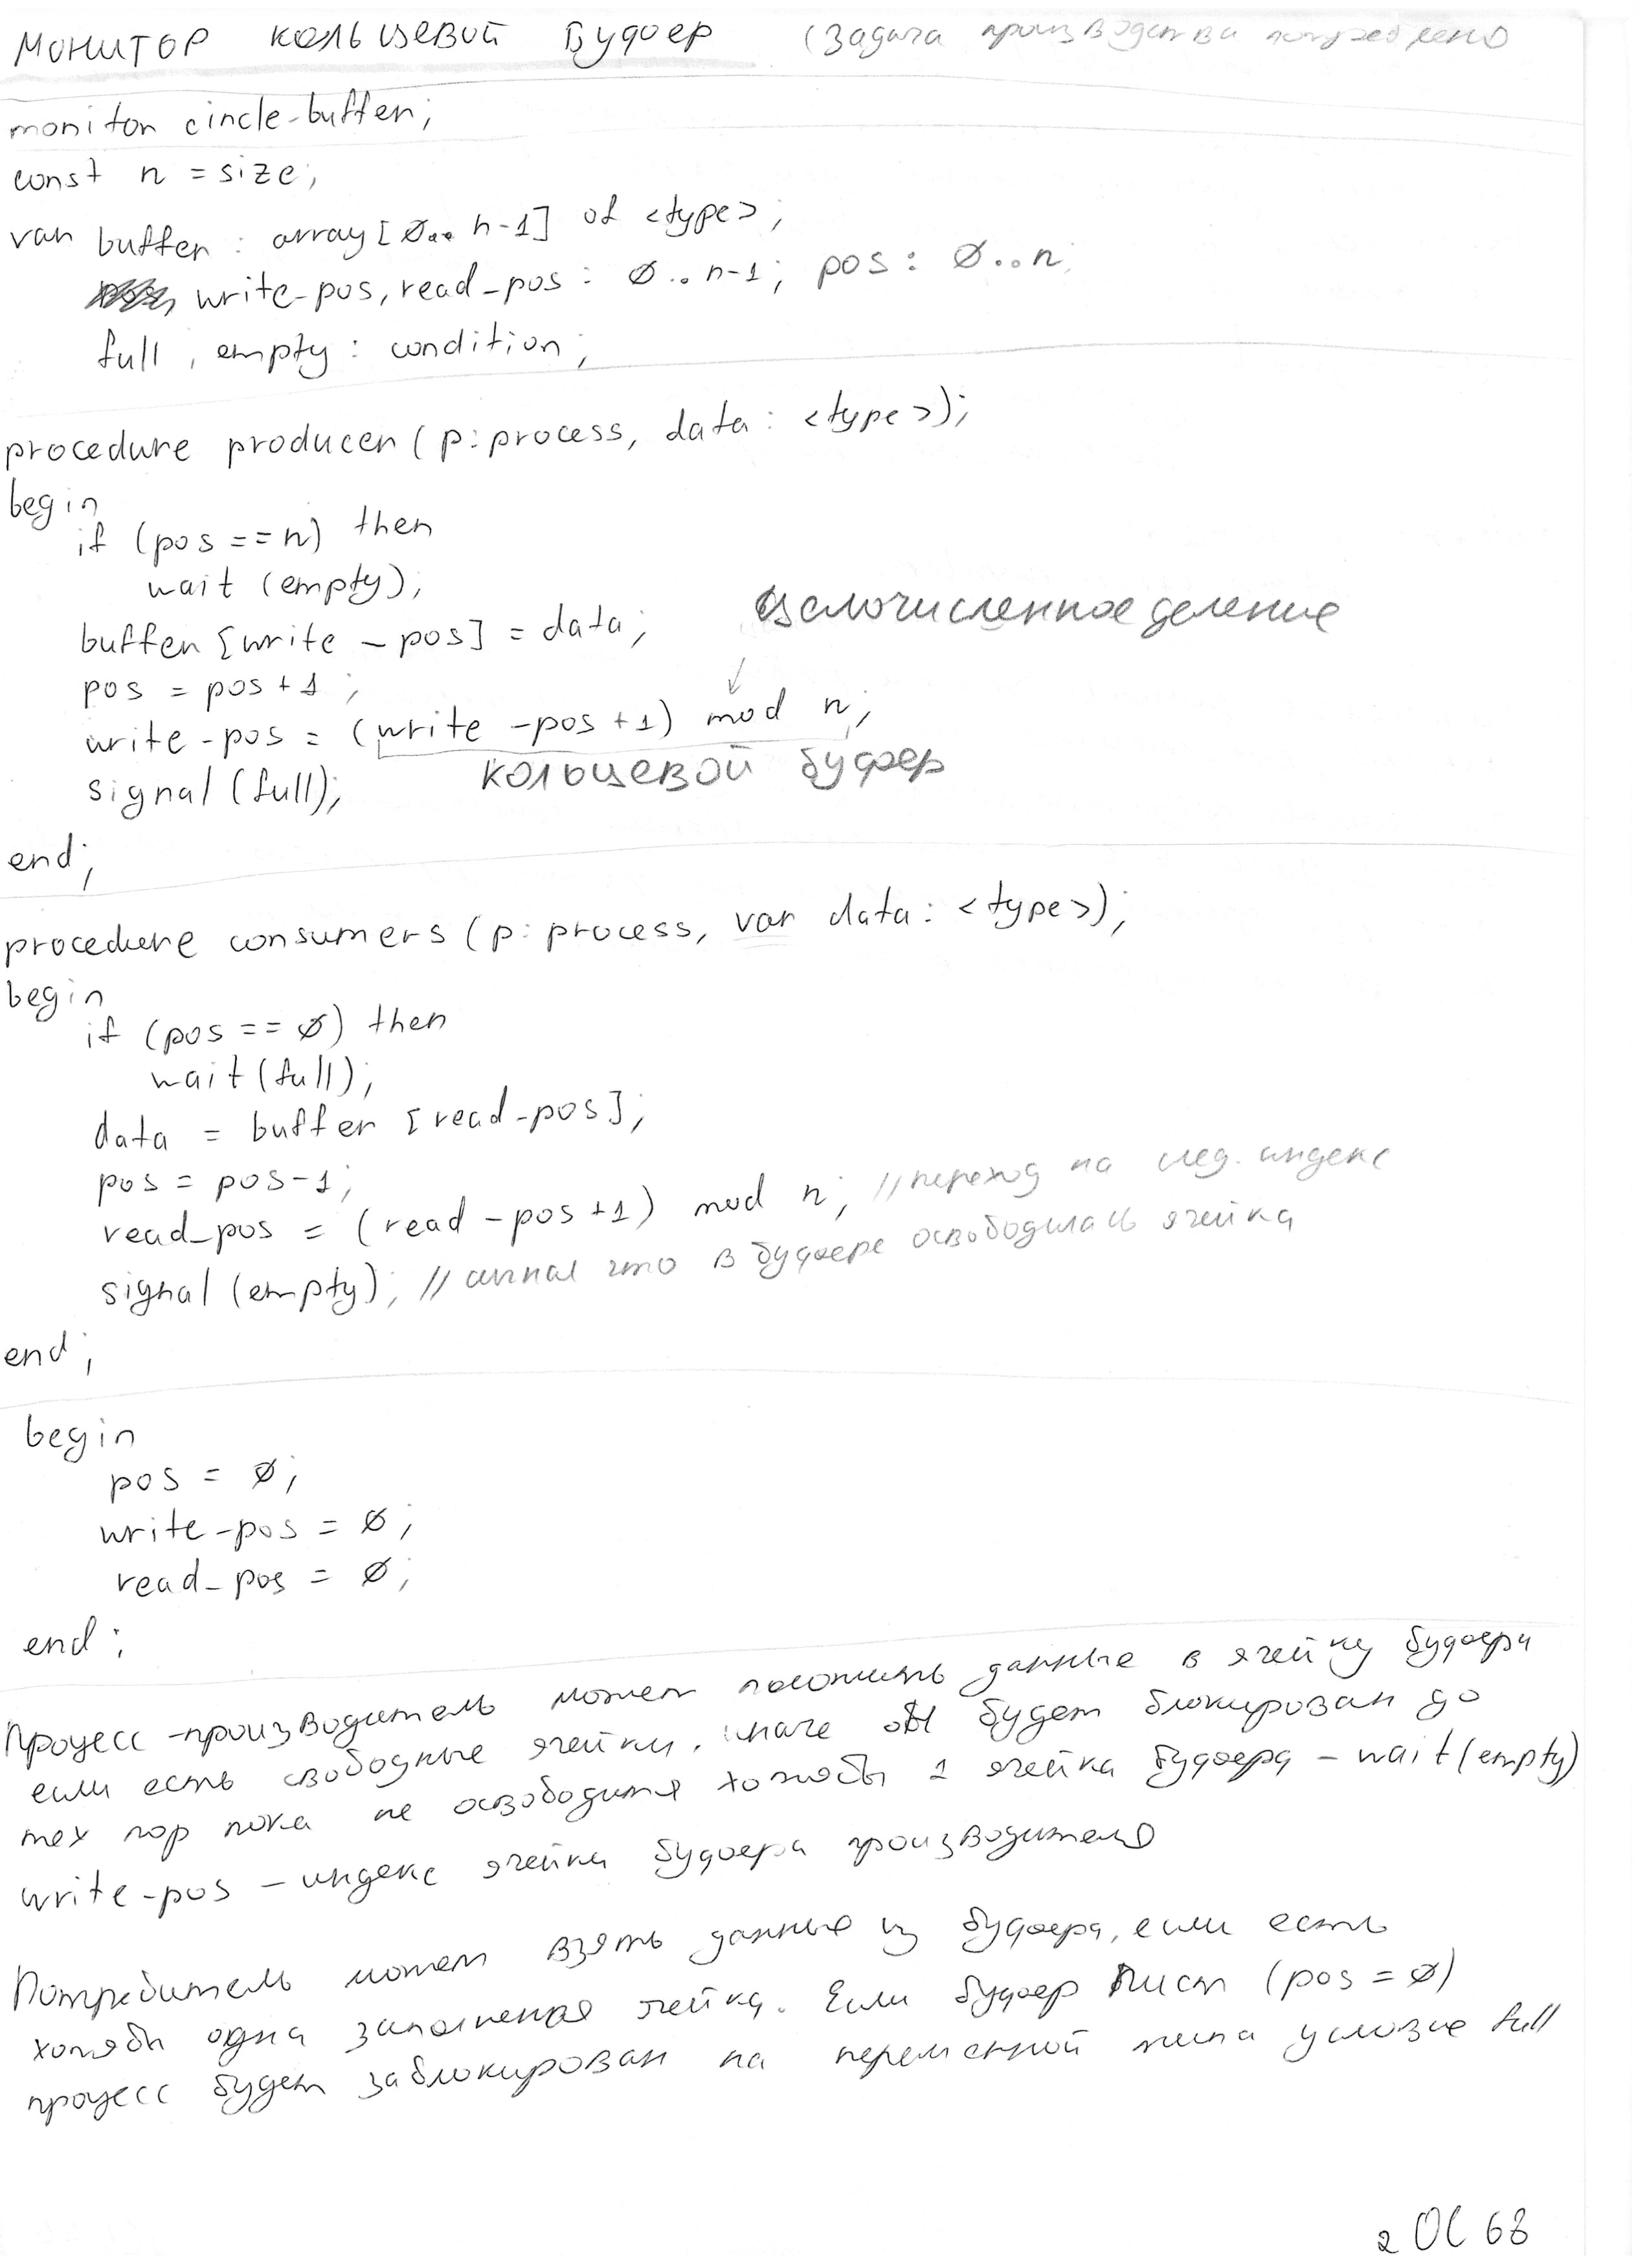 Монитор кольцевой буфер (Задача производства потребления
monitor circle-buffer;
const n = size;
var buffer : array [0.. n-1] of <type>;
write-pos, read_pos : 0..n-1; pos : 0..n;
full, empty : condition;
procedure producer (p:process, data : <type>);
begin
if (pos == n) then
wait (empty);
buffer [write - pos] = data;
целочисленное деление
pos = pos + 1;
write - pos = (write - pos + 1) mod n;
кольцевой буфер
signal (full);
end;
procedure consumers (p: process, var data: <type>);
begin
if (pos == 0) then
wait (full);
data = buffer [read-pos];
pos = pos-1;
read_pos = (read - pos +1) mod n; //переход на след. индекс
signal (empty); // сигнал что в буфере освободилась ячейка
end;
begin
pos = 0;
write-pos = 0;
read_pos = 0;
end;
Процесс-производитель может положить данные в ячейку буфера
если есть свободные ячейки, иначе он будет блокирован до
тех пор пока не освободится хотябы 1 ячейка буфера - wait (empty)
write-pos - индекс ячейки буфера производителя
Потребитель может взять данные из буфера, если есть
хотябы одна заполненая ячейка. Если буфер пуст (pos = 0)
процесс будет заблокирован на переменной типа условие full
2 ОС 68